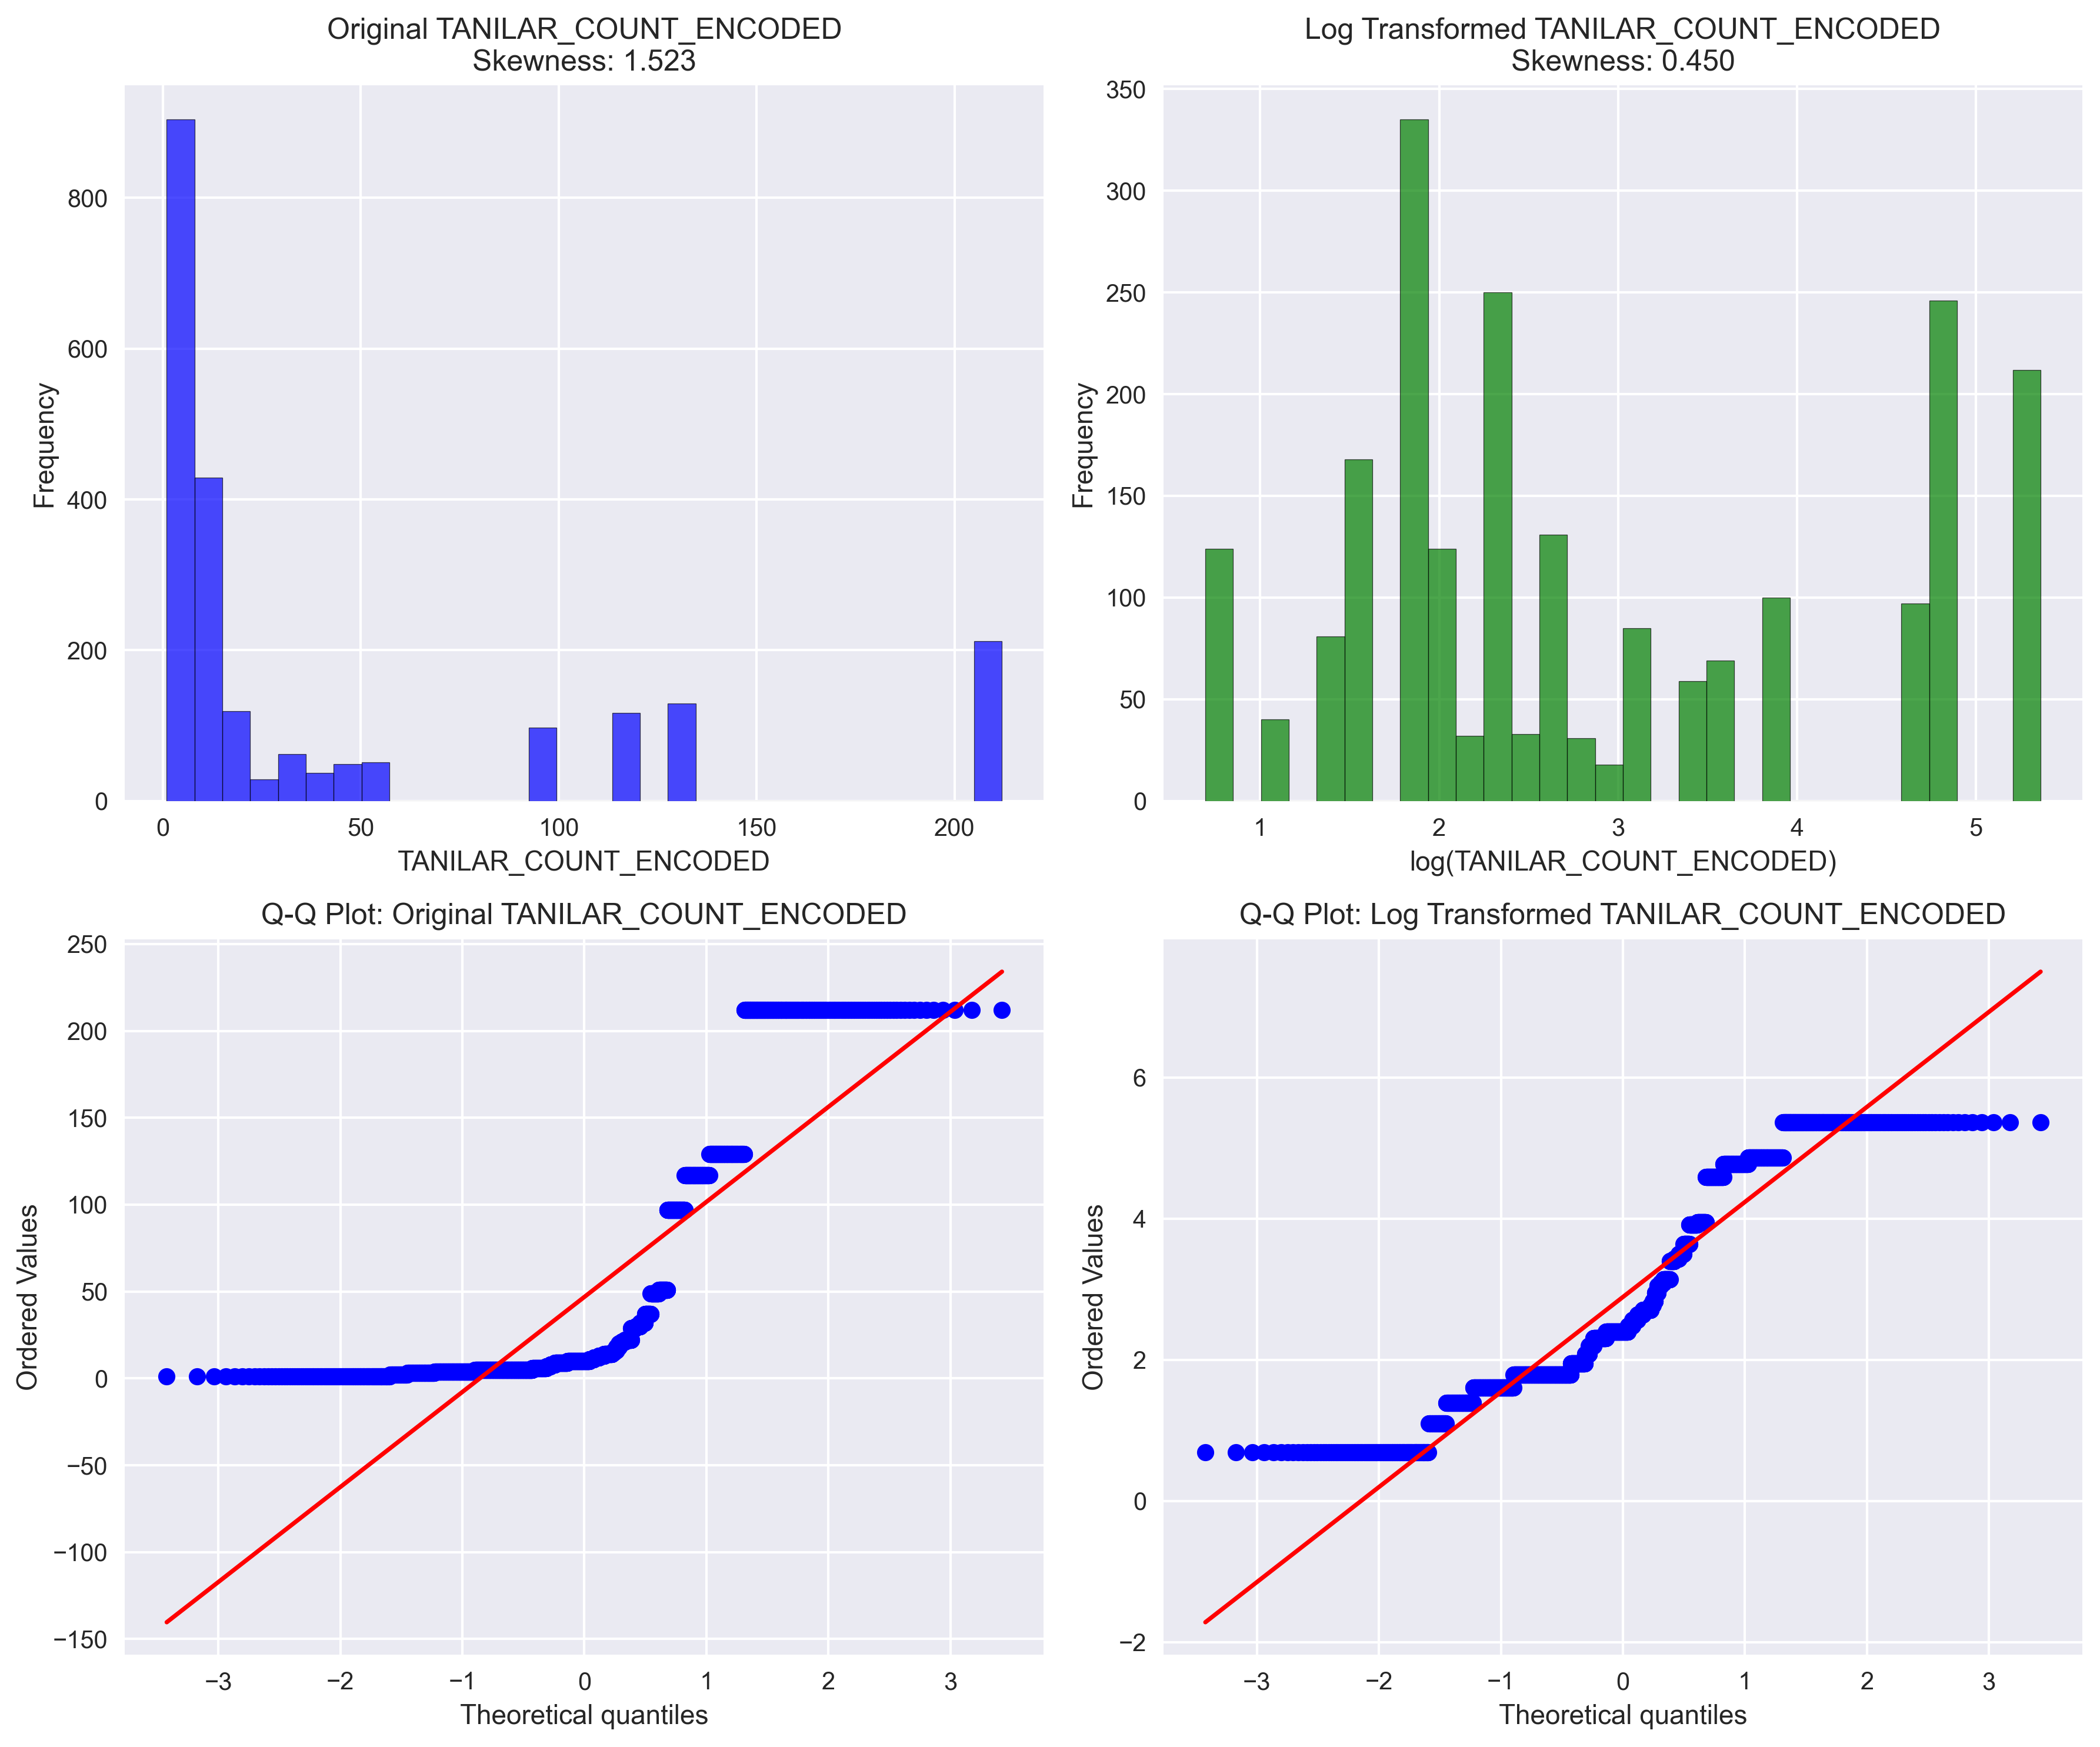 Original TANILAR_COUNT_ENCODED
Skewness: 1.523
800
600
400
200
0
Frequency
0 50 100 150 200
TANILAR_COUNT_ENCODED
Log Transformed TANILAR_COUNT_ENCODED
Skewness: 0.450
350
300
250
200
150
100
50
0
Frequency
1 2 3 4 5
log(TANILAR_COUNT_ENCODED)
Q-Q Plot: Original TANILAR_COUNT_ENCODED
250
200
150
100
50
0
−50
−100
−150
Ordered Values
−3 −2 −1 0 1 2 3
Theoretical quantiles
Q-Q Plot: Log Transformed TANILAR_COUNT_ENCODED
6
4
2
0
−2
Ordered Values
−3 −2 −1 0 1 2 3
Theoretical quantiles